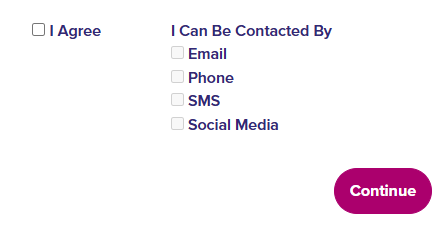 I Agree
I Can Be Contacted By
Email
Phone
SMS
Social Media
Continue